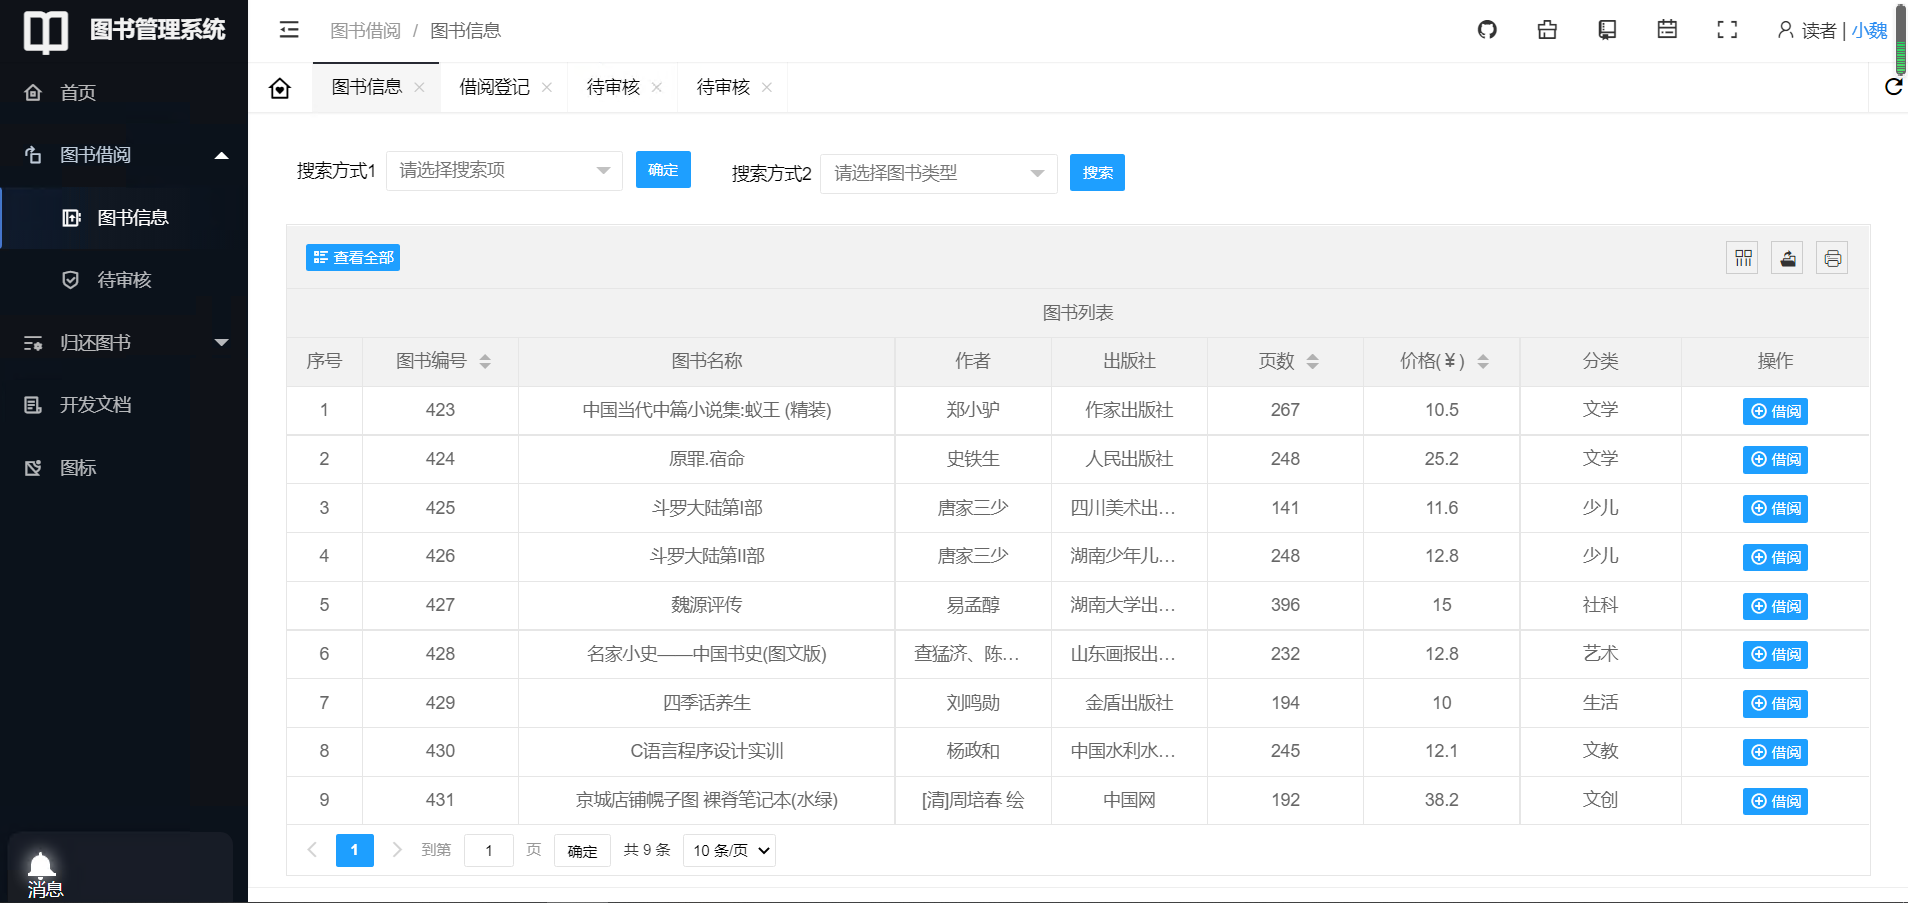 图书管理系统
首页
图书借阅
图书信息
待审核
归还图书
开发文档
图标
消息
图书借阅 / 图书信息
读者 | 小魏
图书信息 借阅登记 待审核 待审核
搜索方式1 请选择搜索项 确定 搜索方式2 请选择图书类型 搜索
查看全部
图书列表
序号 图书编号 图书名称 作者 出版社 页数 价格(¥) 分类 操作
1 423 中国当代中篇小说集:蚁王 (精装) 郑小驴 作家出版社 267 10.5 文学 借阅
2 424 原罪.宿命 史铁生 人民出版社 248 25.2 文学 借阅
3 425 斗罗大陆第I部 唐家三少 四川美术出... 141 11.6 少儿 借阅
4 426 斗罗大陆第II部 唐家三少 湖南少年儿... 248 12.8 少儿 借阅
5 427 魏源评传 易孟醇 湖南大学出... 396 15 社科 借阅
6 428 名家小史——中国书史(图文版) 查猛济、陈... 山东画报出... 232 12.8 艺术 借阅
7 429 四季话养生 刘鸣勋 金盾出版社 194 10 生活 借阅
8 430 C语言程序设计实训 杨政和 中国水利水... 245 12.1 文教 借阅
9 431 京城店铺幌子图 裸脊笔记本(水绿) [清]周培春 绘 中国网 192 38.2 文创 借阅
1 到第 1 页 确定 共 9 条 10 条/页